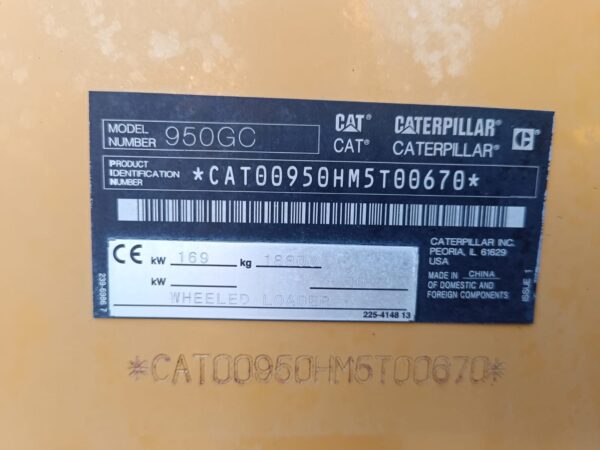 MODEL NUMBER 950GC
CAT® CATERPILLAR®
CAT® CATERPILLAR® C
PRODUCT IDENTIFICATION NUMBER *CAT00950HM5T00670*
CE kW 169 kg
kW
WHEELED LOADER
225-4148 13
239-6986 7
CATERPILLAR INC.
PEORIA, IL 61629
USA
MADE IN CHINA
OF DOMESTIC AND
FOREIGN COMPONENTS
ISSUE 1
*CAT00950HM5T00670*